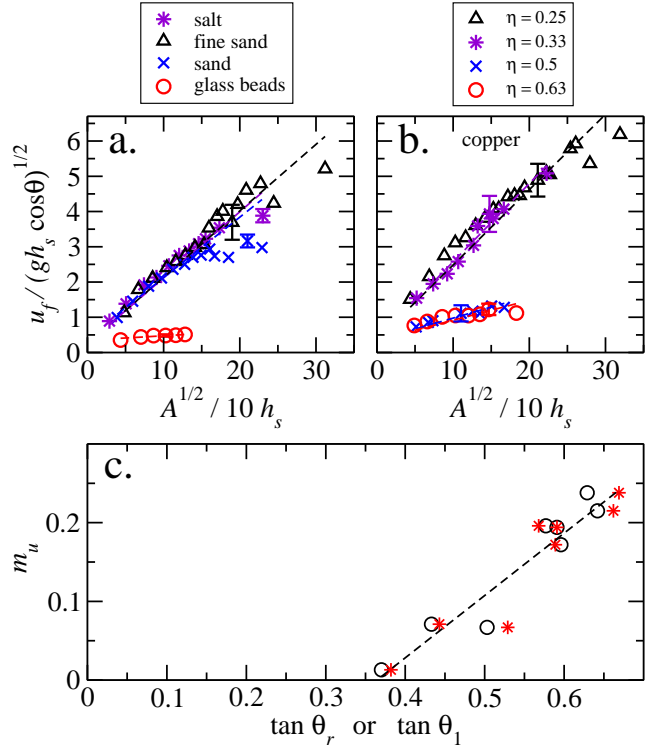 salt
fine sand
sand
glass beads
η = 0.25
η = 0.33
η = 0.5
η = 0.63
a.
b.
copper
u_f / (gh_s cosθ)^{1/2}
6
5
4
3
2
1
0
0 10 20 30
0 10 20 30
A^{1/2} / 10 h_s
A^{1/2} / 10 h_s
c.
m_u
0.2
0.1
0
0 0.1 0.2 0.3 0.4 0.5 0.6
tan θ_r or tan θ_1